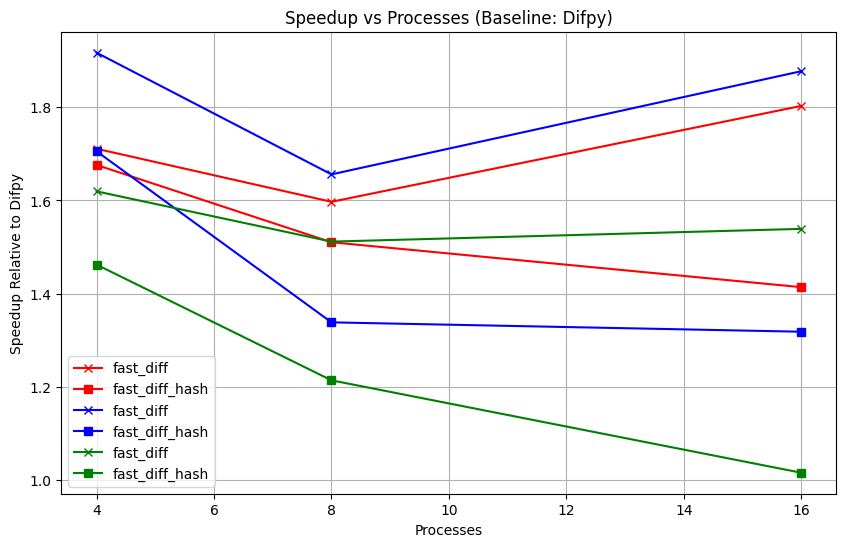 Speedup vs Processes (Baseline: Difpy)
Speedup Relative to Difpy
1.8
1.6
1.4
1.2
1.0
fast_diff
fast_diff_hash
fast_diff
fast_diff_hash
fast_diff
fast_diff_hash
4
6
8
10
12
14
16
Processes